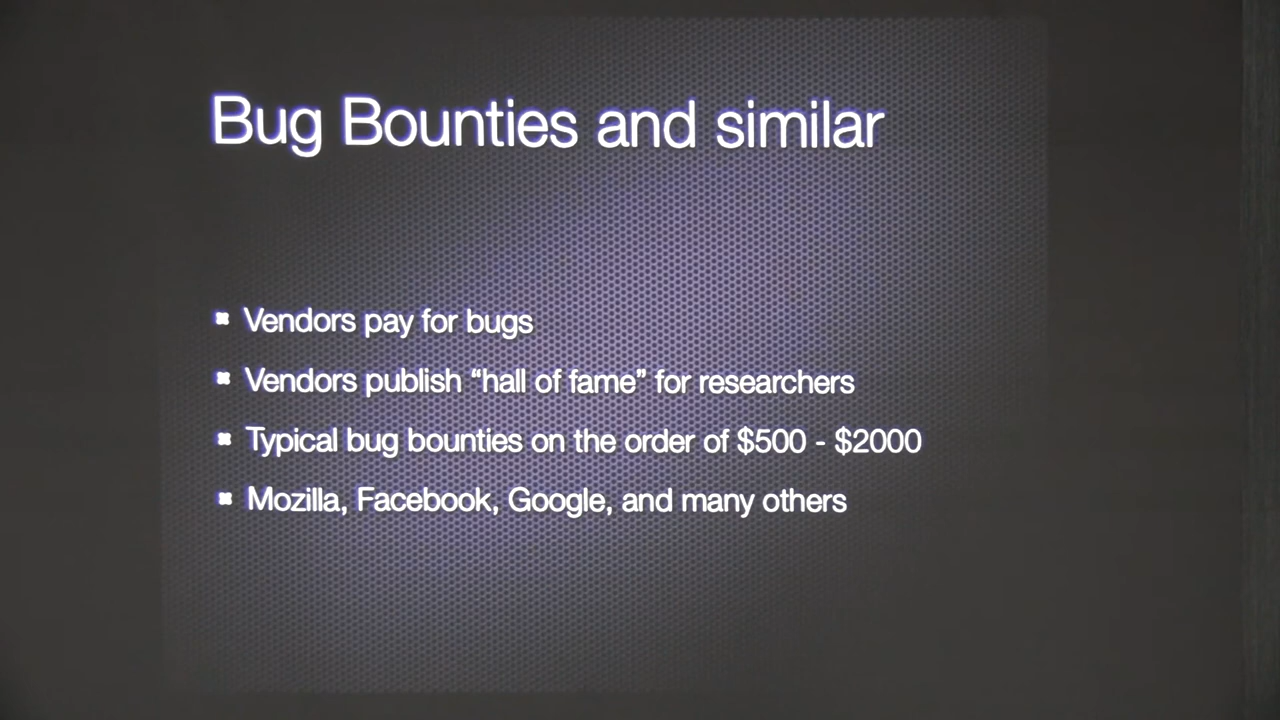 Bug Bounties and similar
Vendors pay for bugs
Vendors publish “hall of fame” for researchers
Typical bug bounties on the order of $500 - $2000
Mozilla, Facebook, Google, and many others